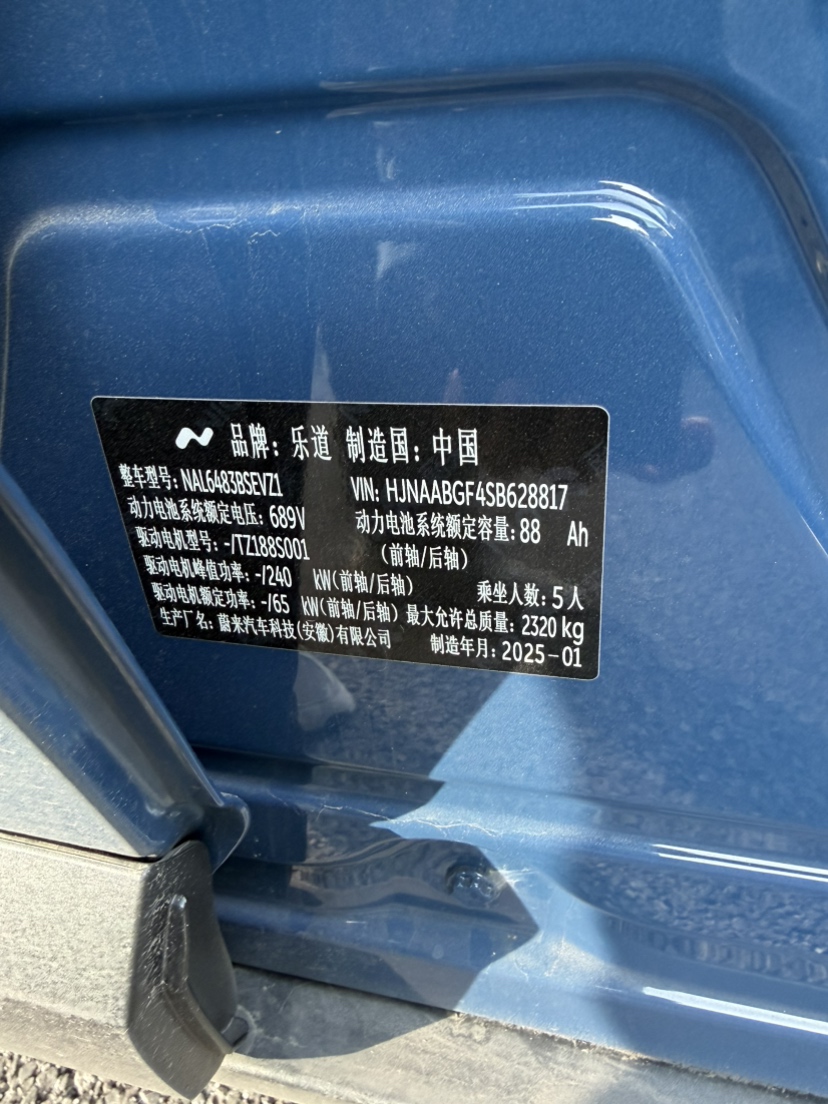 品牌：乐道 制造国：中国
整车型号：NAL6483BSEVZ1 VIN：HJNAABGF4SB628817
动力电池系统额定电压：689V 动力电池系统额定容量：88 Ah
驱动电机型号：-/TZ188S001 （前轴/后轴）
驱动电机峰值功率：-/240 kW（前轴/后轴） 乘坐人数：5人
驱动电机额定功率：-/65 kW（前轴/后轴） 最大允许总质量：2320 kg
生产厂名：蔚来汽车科技(安徽)有限公司 制造年月：2025-01